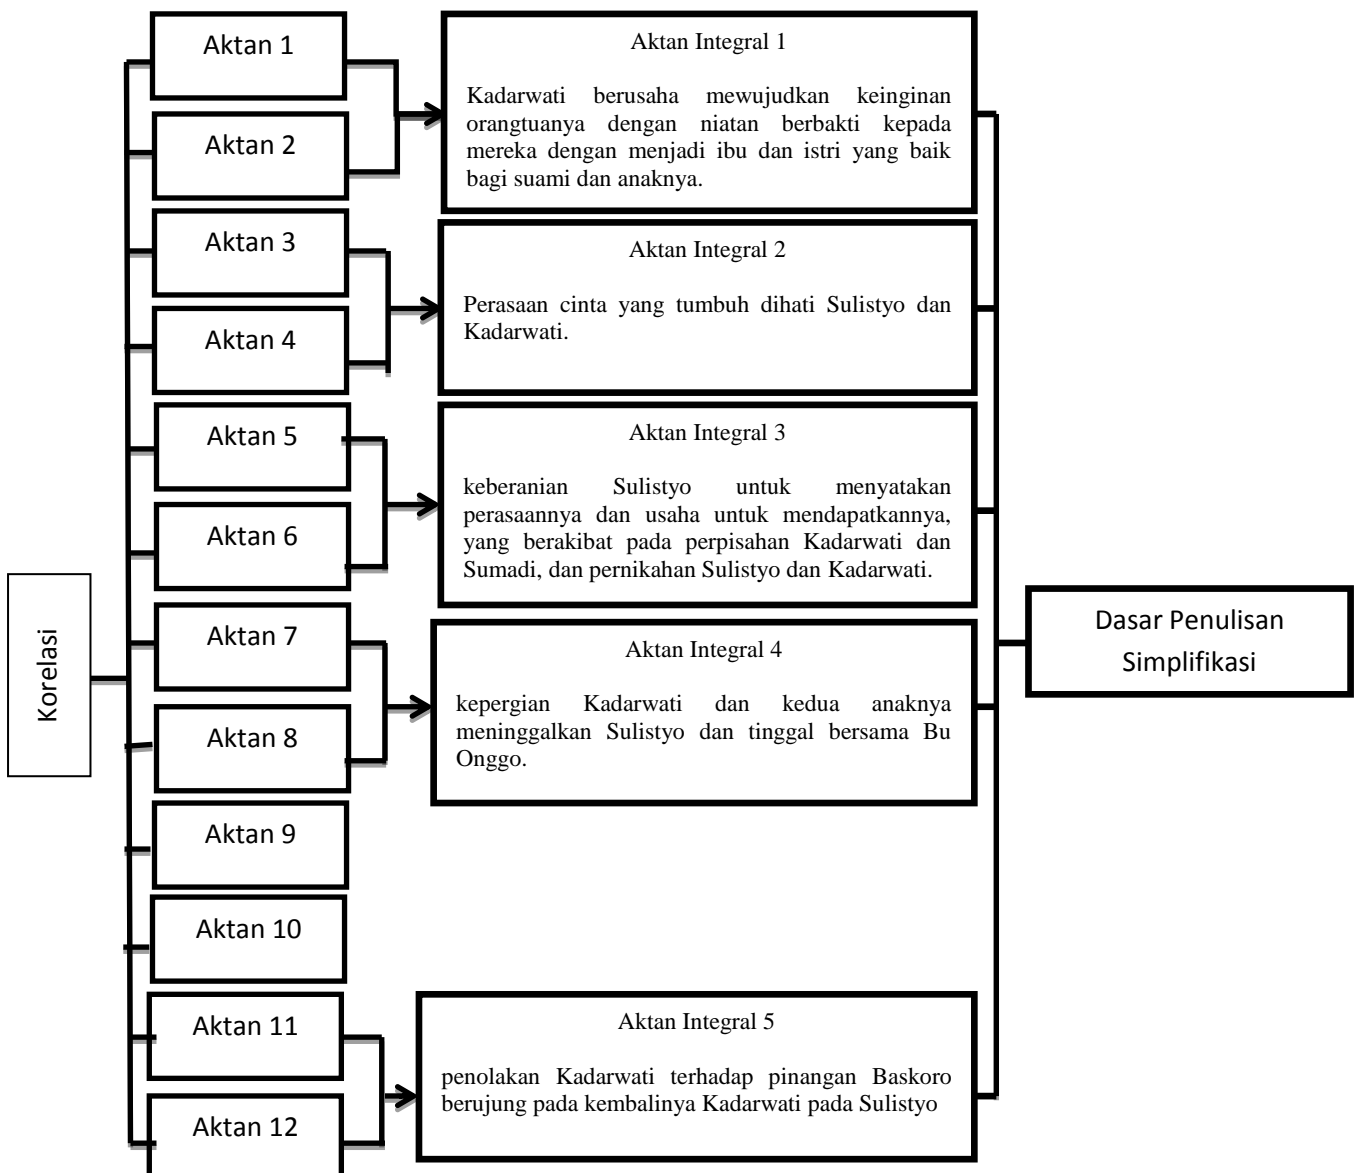 Korelasi
Aktan 1
Aktan 2
Aktan 3
Aktan 4
Aktan 5
Aktan 6
Aktan 7
Aktan 8
Aktan 9
Aktan 10
Aktan 11
Aktan 12
Aktan Integral 1
Kadarwati berusaha mewujudkan keinginan
orangtuanya dengan niatan berbakti kepada
mereka dengan menjadi ibu dan istri yang baik
bagi suami dan anaknya.
Aktan Integral 2
Perasaan cinta yang tumbuh dihati Sulistyo dan
Kadarwati.
Aktan Integral 3
keberanian Sulistyo untuk menyatakan
perasaannya dan usaha untuk mendapatkannya,
yang berakibat pada perpisahan Kadarwati dan
Sumadi, dan pernikahan Sulistyo dan Kadarwati.
Aktan Integral 4
kepergian Kadarwati dan kedua anaknya
meninggalkan Sulistyo dan tinggal bersama Bu
Onggo.
Aktan Integral 5
penolakan Kadarwati terhadap pinangan Baskoro
berujung pada kembalinya Kadarwati pada Sulistyo
Dasar Penulisan
Simplifikasi